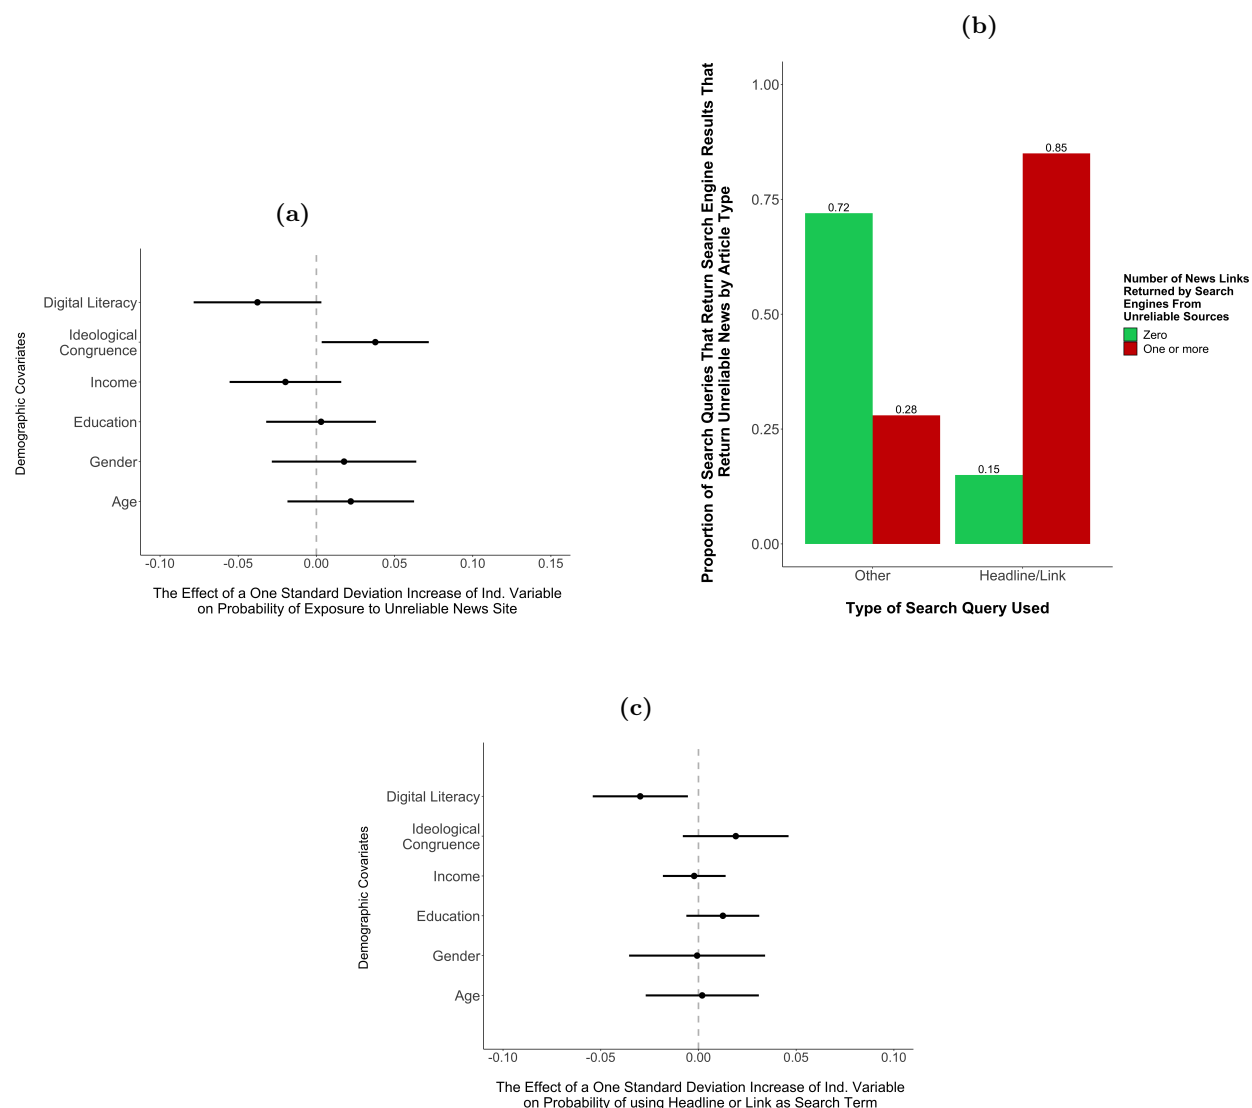 (a)
Demographic Covariates
Digital Literacy
Ideological
Congruence
Income
Education
Gender
Age
-0.10
-0.05
0.00
0.05
0.10
0.15
The Effect of a One Standard Deviation Increase of Ind. Variable
on Probability of Exposure to Unreliable News Site
(b)
Proportion of Search Queries That Return Search Engine Results That
Return Unreliable News by Article Type
1.00
0.75
0.50
0.25
0.00
0.72
0.28
0.15
0.85
Other
Headline/Link
Type of Search Query Used
Number of News Links
Returned by Search
Engines From
Unreliable Sources
Zero
One or more
(c)
Demographic Covariates
Digital Literacy
Ideological
Congruence
Income
Education
Gender
Age
-0.10
-0.05
0.00
0.05
0.10
The Effect of a One Standard Deviation Increase of Ind. Variable
on Probability of using Headline or Link as Search Term